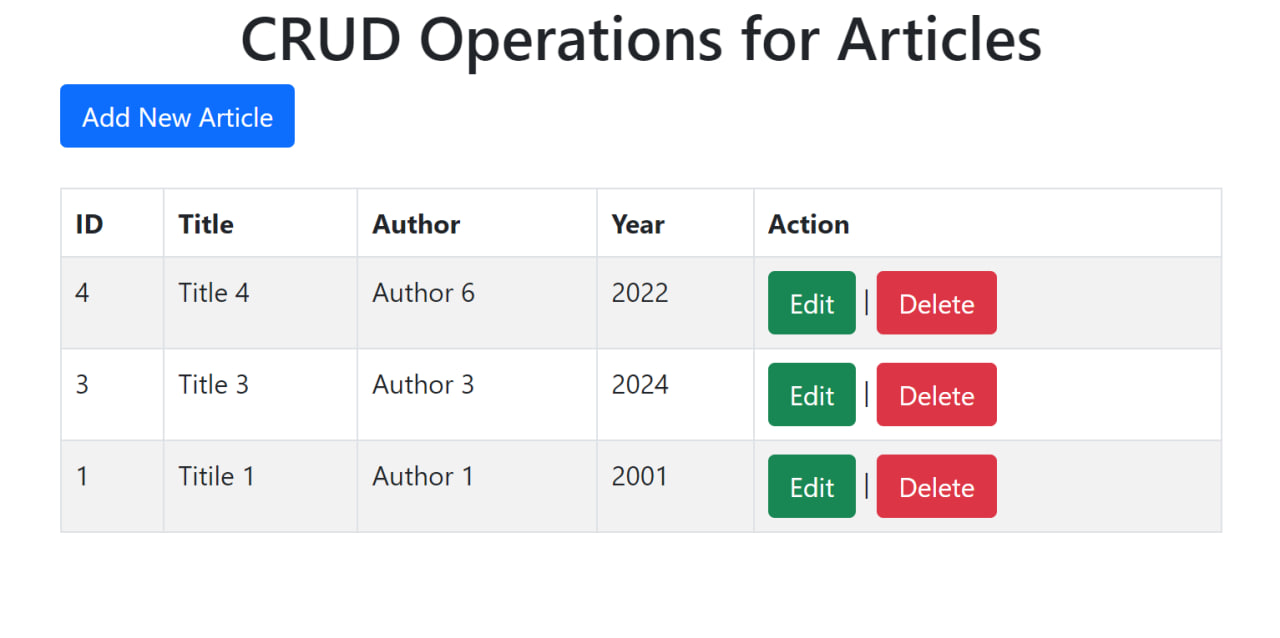 CRUD Operations for Articles
Add New Article
ID Title Author Year Action
4 Title 4 Author 6 2022 Edit | Delete
3 Title 3 Author 3 2024 Edit | Delete
1 Titile 1 Author 1 2001 Edit | Delete